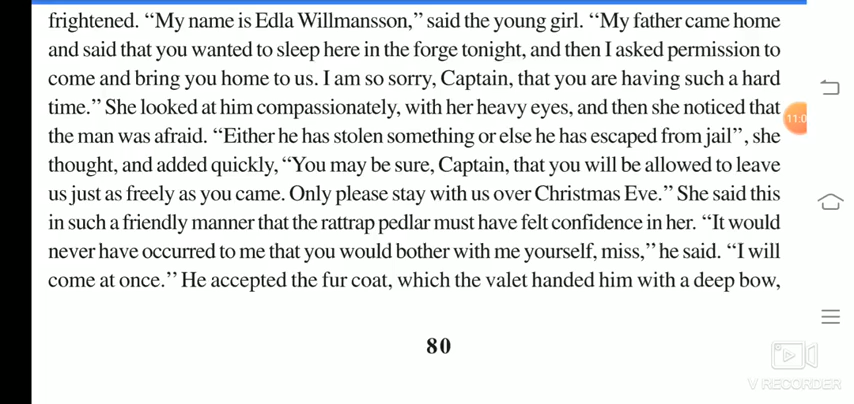 frightened. “My name is Edla Willmansson,” said the young girl. “My father came home
and said that you wanted to sleep here in the forge tonight, and then I asked permission to
come and bring you home to us. I am so sorry, Captain, that you are having such a hard
time.” She looked at him compassionately, with her heavy eyes, and then she noticed that
the man was afraid. “Either he has stolen something or else he has escaped from jail”, she
thought, and added quickly, “You may be sure, Captain, that you will be allowed to leave
us just as freely as you came. Only please stay with us over Christmas Eve.” She said this
in such a friendly manner that the rattrap pedlar must have felt confidence in her. “It would
never have occurred to me that you would bother with me yourself, miss,” he said. “I will
come at once.” He accepted the fur coat, which the valet handed him with a deep bow,
80
11:0
V RECORDER